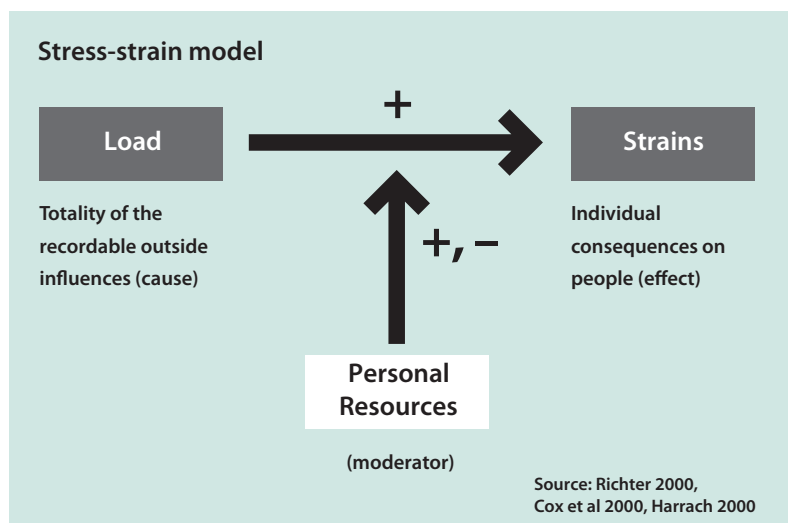 Stress-strain model
+
Load
Strains
Totality of the
recordable outside
influences (cause)
Individual
consequences on
people (effect)
+, –
Personal
Resources
(moderator)
Source: Richter 2000,
Cox et al 2000, Harrach 2000